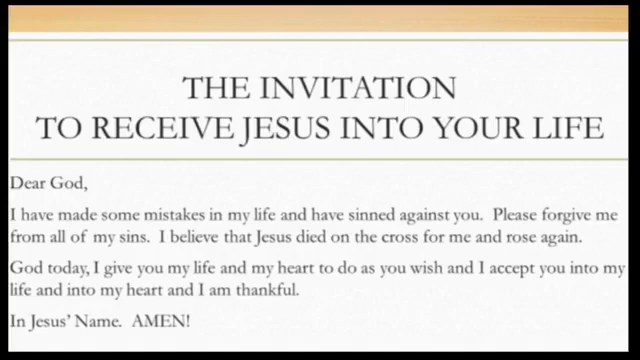 THE INVITATION
TO RECEIVE JESUS INTO YOUR LIFE
Dear God,
I have made some mistakes in my life and have sinned against you.  Please forgive me
from all of my sins.  I believe that Jesus died on the cross for me and rose again.
God today, I give you my life and my heart to do as you wish and I accept you into my
life and into my heart and I am thankful.
In Jesus' Name.  AMEN!